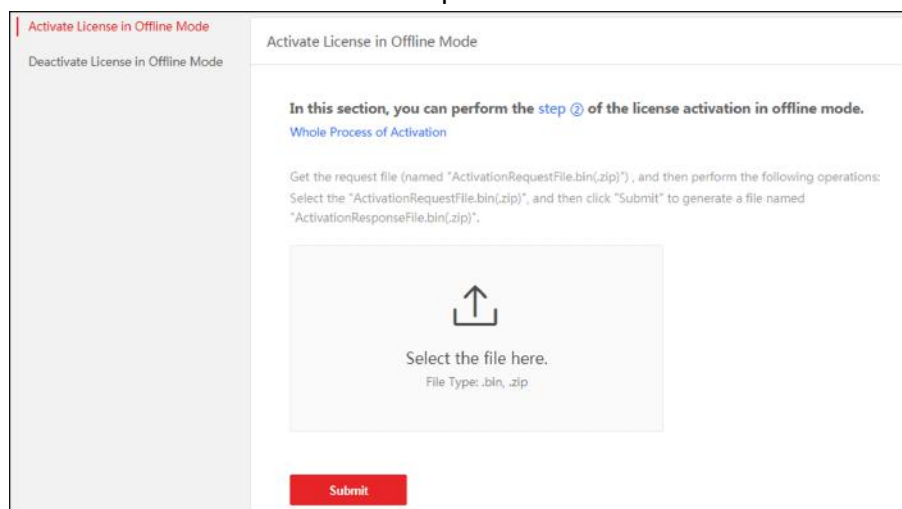 Activate License in Offline Mode
Deactivate License in Offline Mode
Activate License in Offline Mode
In this section, you can perform the step ② of the license activation in offline mode.
Whole Process of Activation
Get the request file (named "ActivationRequestFile.bin(.zip)") , and then perform the following operations:
Select the "ActivationRequestFile.bin(.zip)", and then click "Submit" to generate a file named
"ActivationResponseFile.bin(.zip)".
Select the file here.
File Type: .bin, .zip
Submit